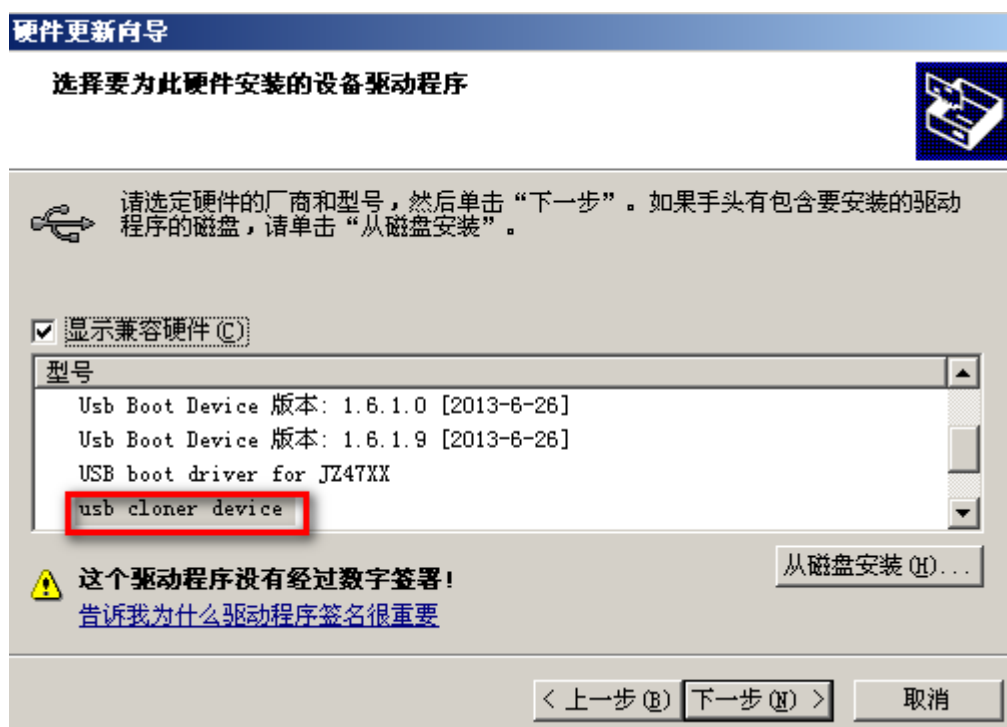 硬件更新向导
选择要为此硬件安装的设备驱动程序
请选定硬件的厂商和型号，然后单击“下一步”。如果手头有包含要安装的驱动
程序的磁盘，请单击“从磁盘安装”。
显示兼容硬件(C)
型号
Usb Boot Device 版本: 1.6.1.0 [2013-6-26]
Usb Boot Device 版本: 1.6.1.9 [2013-6-26]
USB boot driver for JZ47XX
usb cloner device
从磁盘安装(H)...
这个驱动程序没有经过数字签署!
告诉我为什么驱动程序签名很重要
< 上一步(B) 下一步(N) > 取消